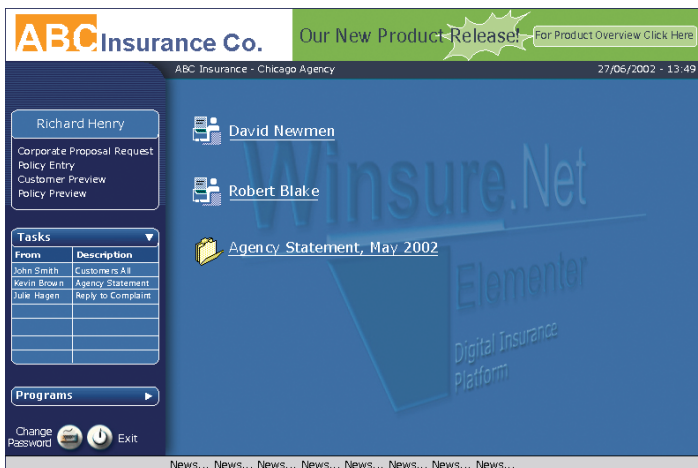 ABC Insurance Co.
Our New Product Release!
For Product Overview Click Here
ABC Insurance - Chicago Agency
27/06/2002 - 13:49
Richard Henry
Corporate Proposal Request
Policy Entry
Customer Preview
Policy Preview
Tasks
From Description
John Smith Customers All
Kevin Brown Agency Statement
Julie Hagen Reply to Complaint
Programs
Change
Password
Exit
David Newmen
Robert Blake
Agency Statement, May 2002
Winsure.Net
Elementer
Digital Insurance
Platform
News... News... News... News... News... News... News... News...